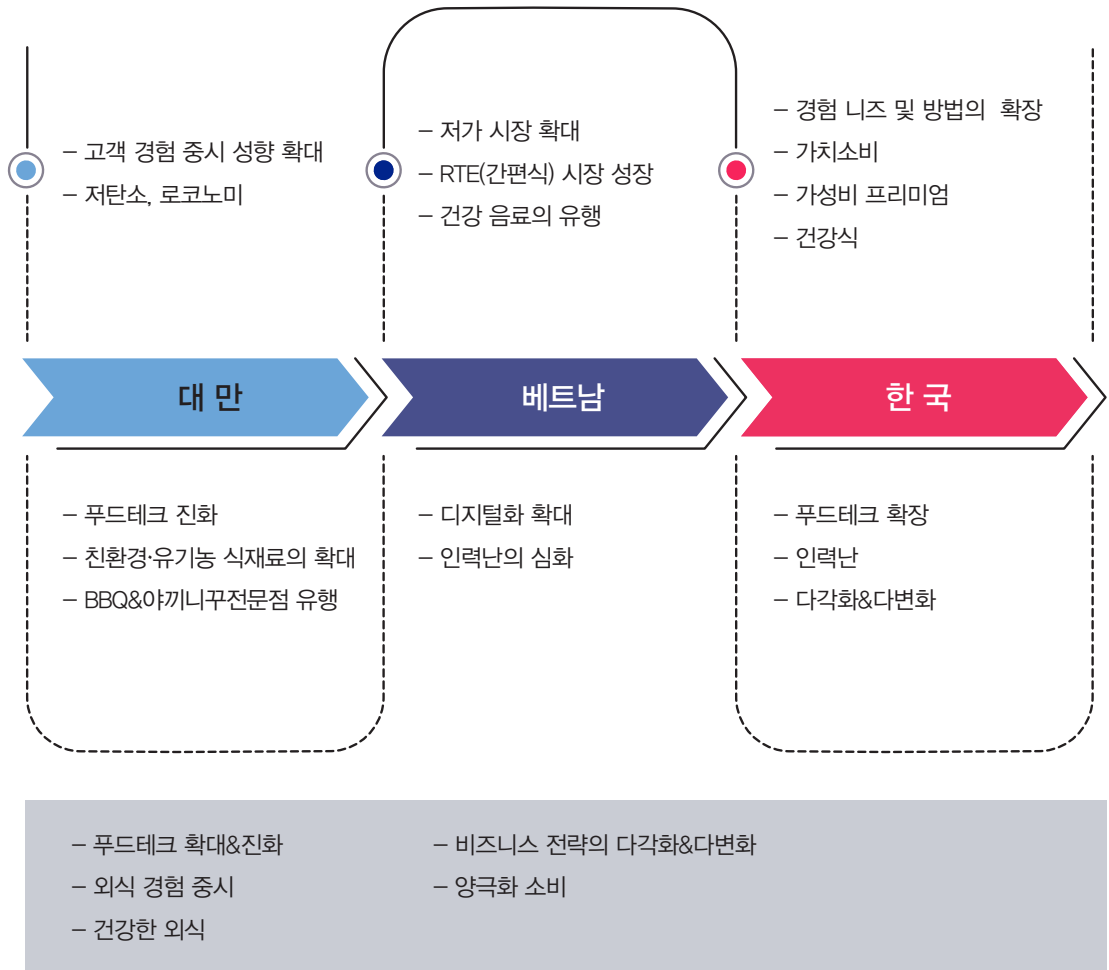 – 고객 경험 중시 성향 확대
– 저탄소, 로코노미
– 저가 시장 확대
– RTE(간편식) 시장 성장
– 건강 음료의 유행
– 경험 니즈 및 방법의 확장
– 가치소비
– 가성비 프리미엄
– 건강식
대 만
베트남
한 국
– 푸드테크 진화
– 친환경·유기농 식재료의 확대
– BBQ&야끼니꾸전문점 유행
– 디지털화 확대
– 인력난의 심화
– 푸드테크 확장
– 인력난
– 다각화&다변화
– 푸드테크 확대&진화
– 외식 경험 중시
– 건강한 외식
– 비즈니스 전략의 다각화&다변화
– 양극화 소비